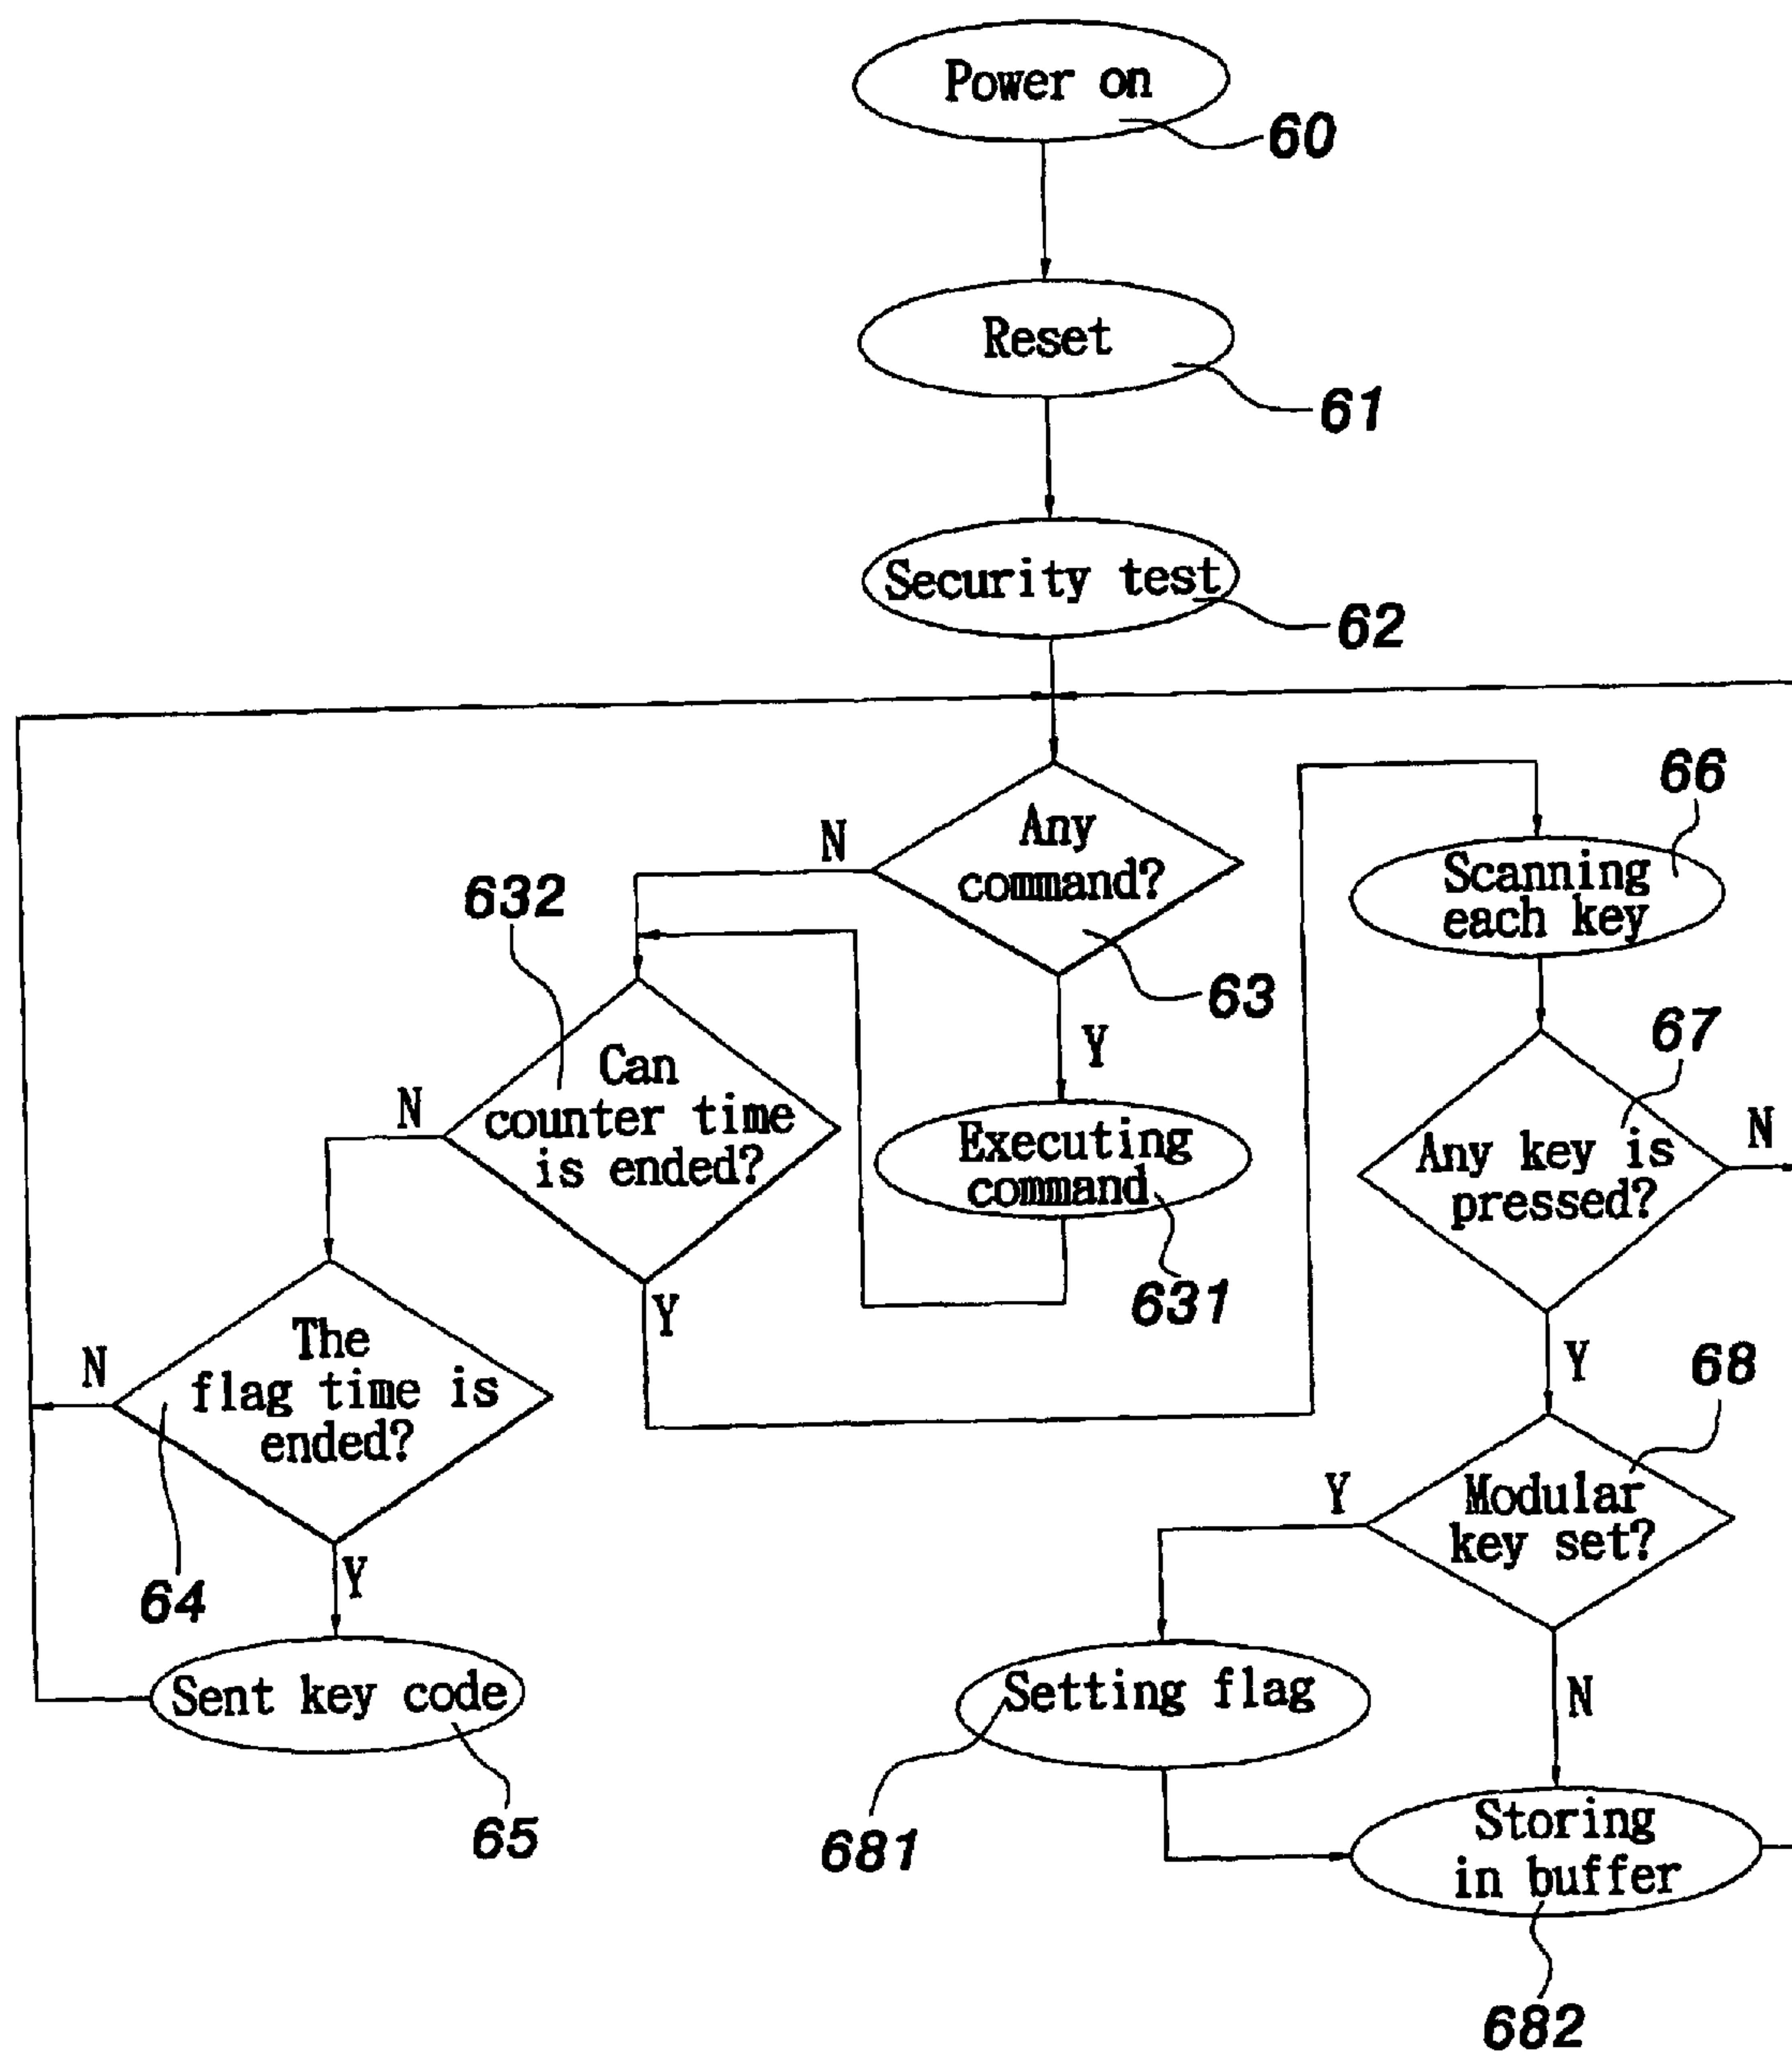 Power on
60
Reset
61
Security test
62
Any
command?
N
Y
63
Executing
command
631
632
Can
counter time
is ended?
N
Y
The
flag time is
ended?
N
Y
64
Sent key code
65
66
Scanning
each key
67
Any key is
pressed?
N
Y
68
Modular
key set?
Y
N
Setting flag
681
Storing
in buffer
682